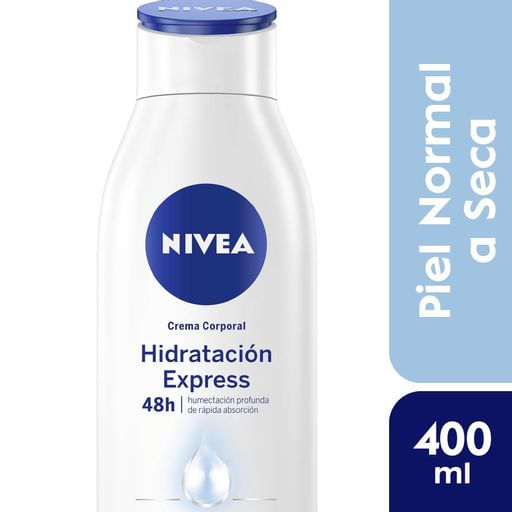 NIVEA
NIVEA
Crema Corporal
Hidratación
Express
48h
humectación profunda
de rápida absorción
Piel Normal
a Seca
400
ml